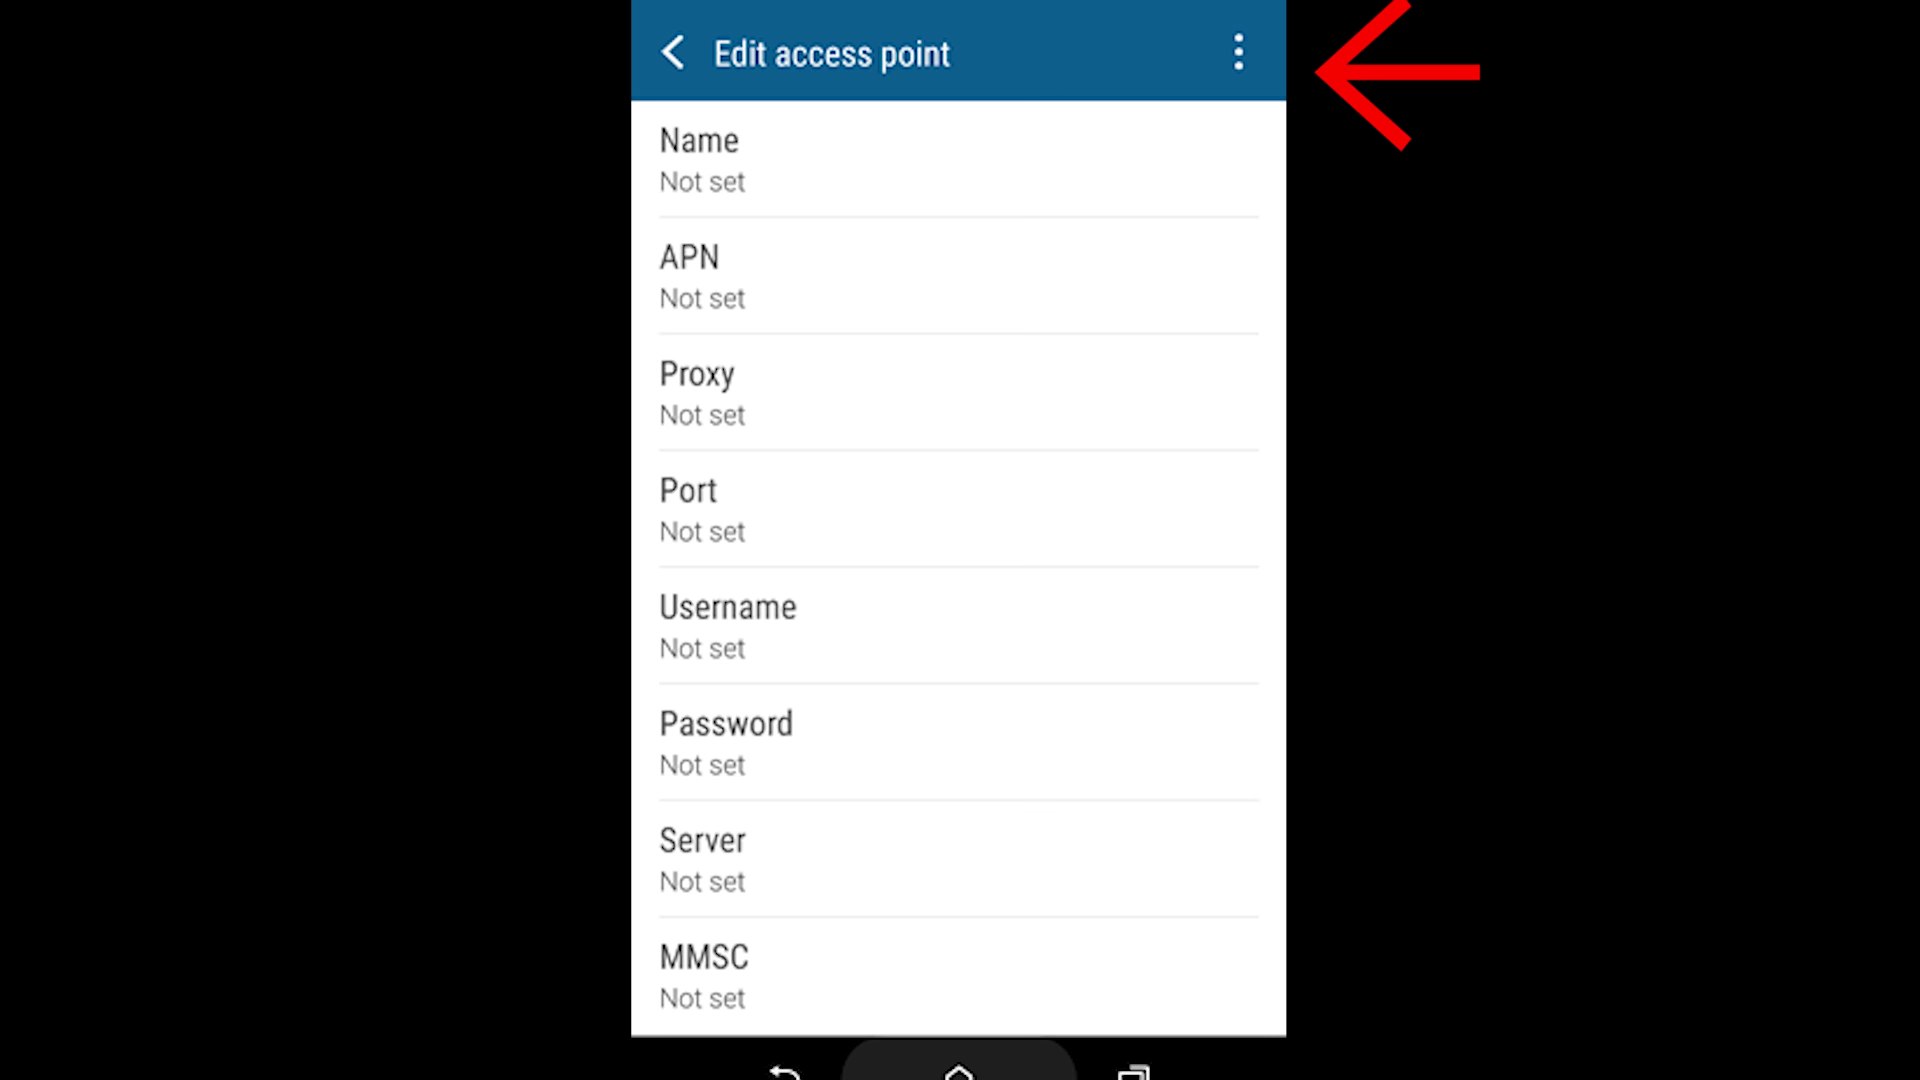 Edit access point
Name
Not set
APN
Not set
Proxy
Not set
Port
Not set
Username
Not set
Password
Not set
Server
Not set
MMSC
Not set